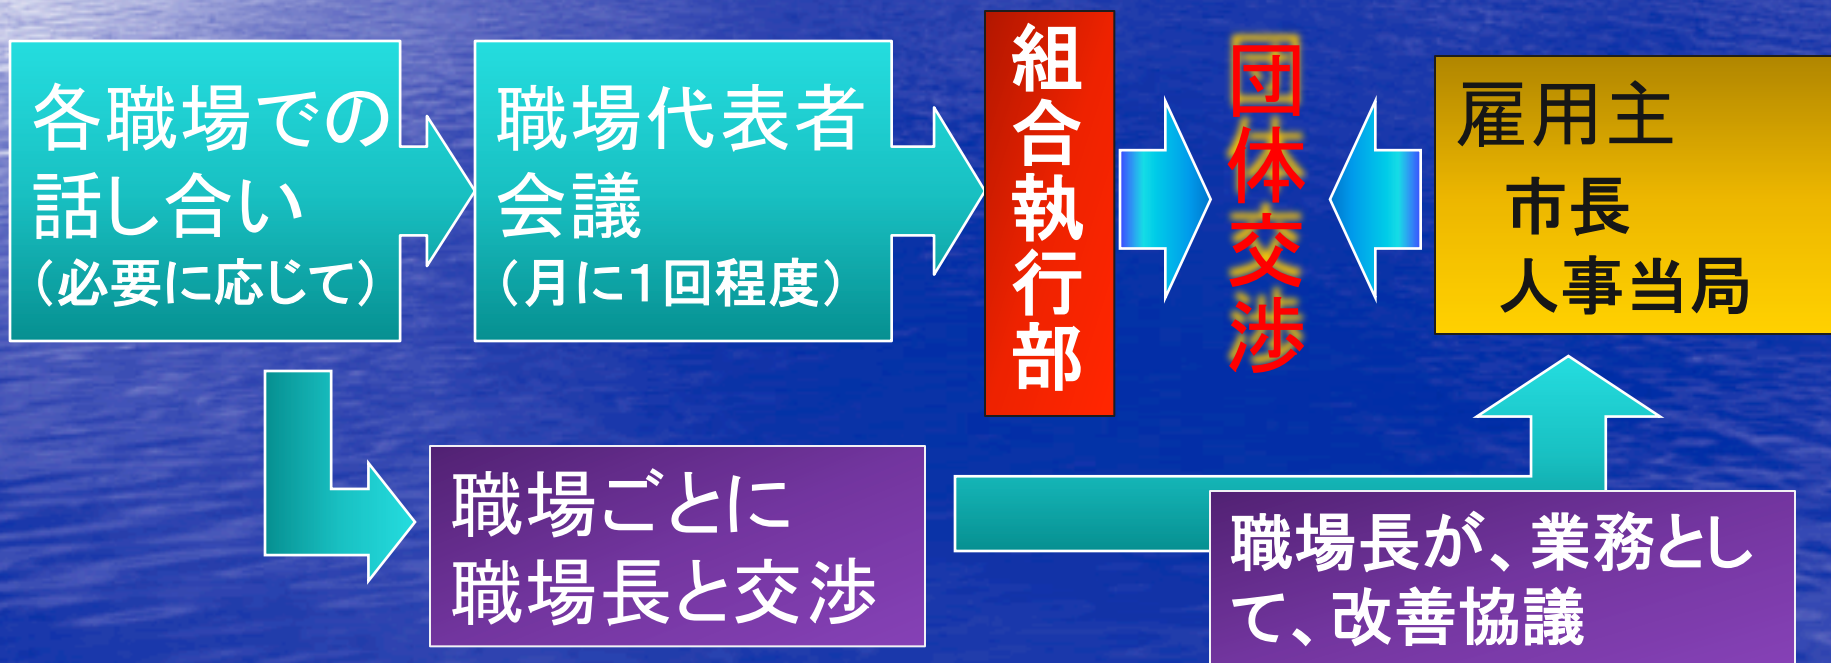 各職場での
話し合い
（必要に応じて）
職場代表者
会議
（月に１回程度）
組合執行部
団体交渉
雇用主
市長
人事当局
職場ごとに
職場長と交渉
職場長が、業務とし
て、改善協議